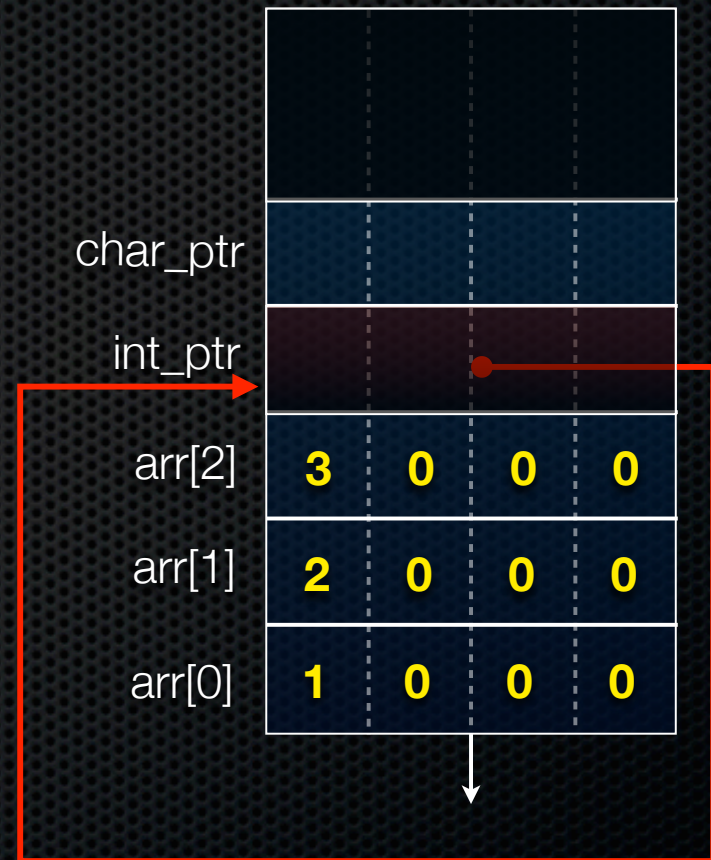 char_ptr
int_ptr
arr[2] 3 0 0 0
arr[1] 2 0 0 0
arr[0] 1 0 0 0